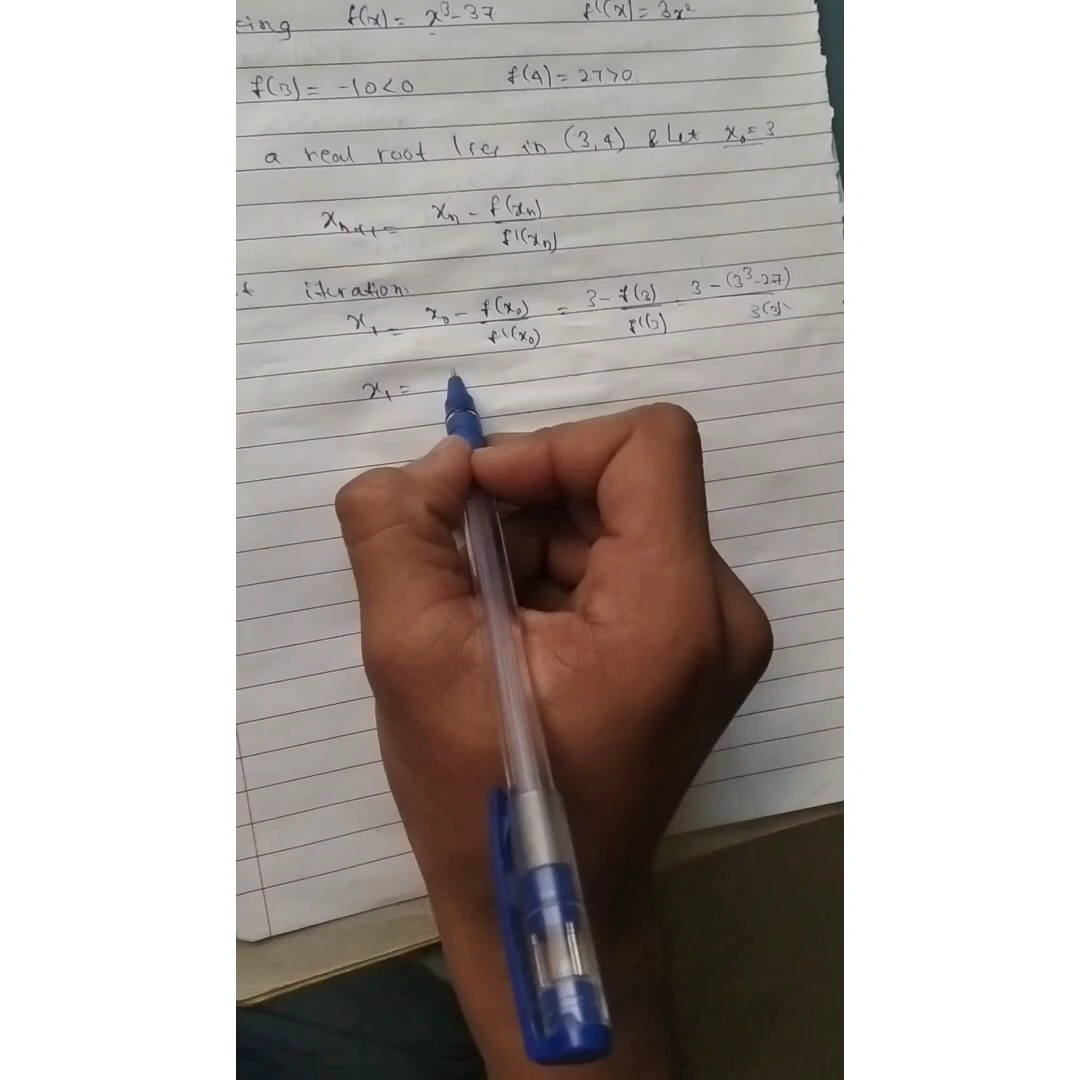 king f(x) = x³-37 f'(x) = 3x²
f(3) = -10<0 f(4) = 27>0
a real root lies in (3,4) & Let x₀ = 3
xₙ₊₁ = xₙ - f(xₙ)/f'(xₙ)
t iteration.
x₁ = x₀ - f(x₀)/f'(x₀) = 3 - f(3)/f'(3) = 3 - (3³-27)/3(3)
x₁ =